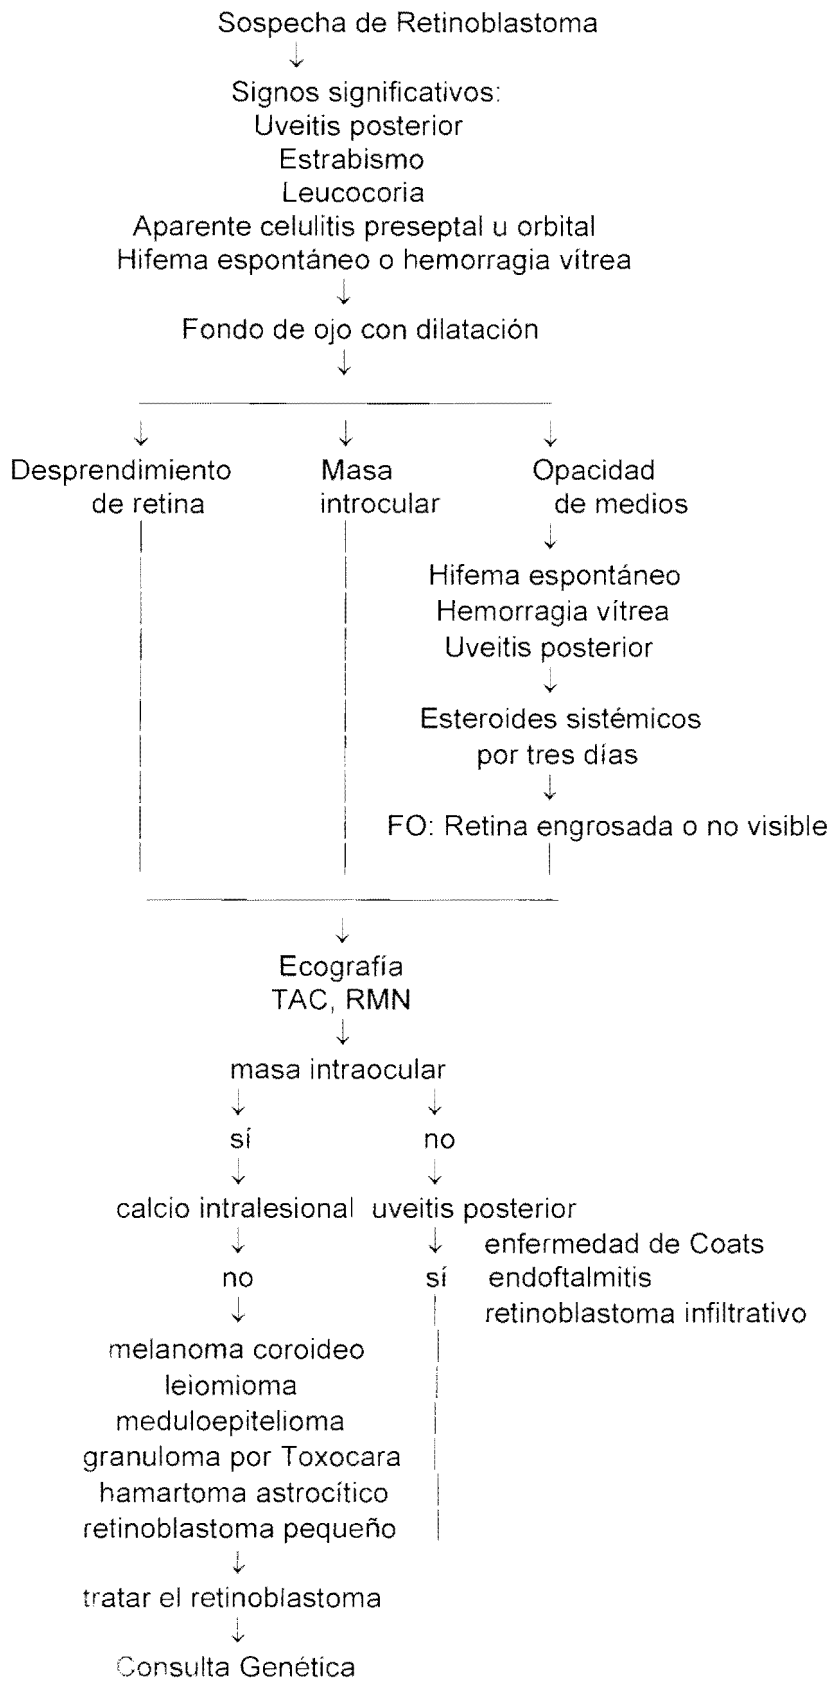 Sospecha de Retinoblastoma
Signos significativos:
Uveitis posterior
Estrabismo
Leucocoria
Aparente celulitis preseptal u orbital
Hifema espontáneo o hemorragia vítrea
Fondo de ojo con dilatación
Desprendimiento
de retina
Masa
introcular
Opacidad
de medios
Hifema espontáneo
Hemorragia vítrea
Uveitis posterior
Esteroides sistémicos
por tres días
FO: Retina engrosada o no visible
Ecografía
TAC, RMN
masa intraocular
sí
no
calcio intralesional
uveitis posterior
no
sí
enfermedad de Coats
endoftalmitis
retinoblastoma infiltrativo
melanoma coroideo
leiomioma
meduloepitelioma
granuloma por Toxocara
hamartoma astrocítico
retinoblastoma pequeño
tratar el retinoblastoma
Consulta Genética